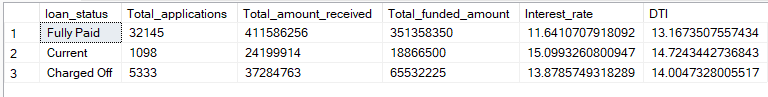 loan_status Total_applications Total_amount_received Total_funded_amount Interest_rate DTI
1 Fully Paid 32145 411586256 351358350 11.6410707918092 13.1673507557434
2 Current 1098 24199914 18866500 15.0993260800947 14.7243442736843
3 Charged Off 5333 37284763 65532225 13.8785749318289 14.0047328005517